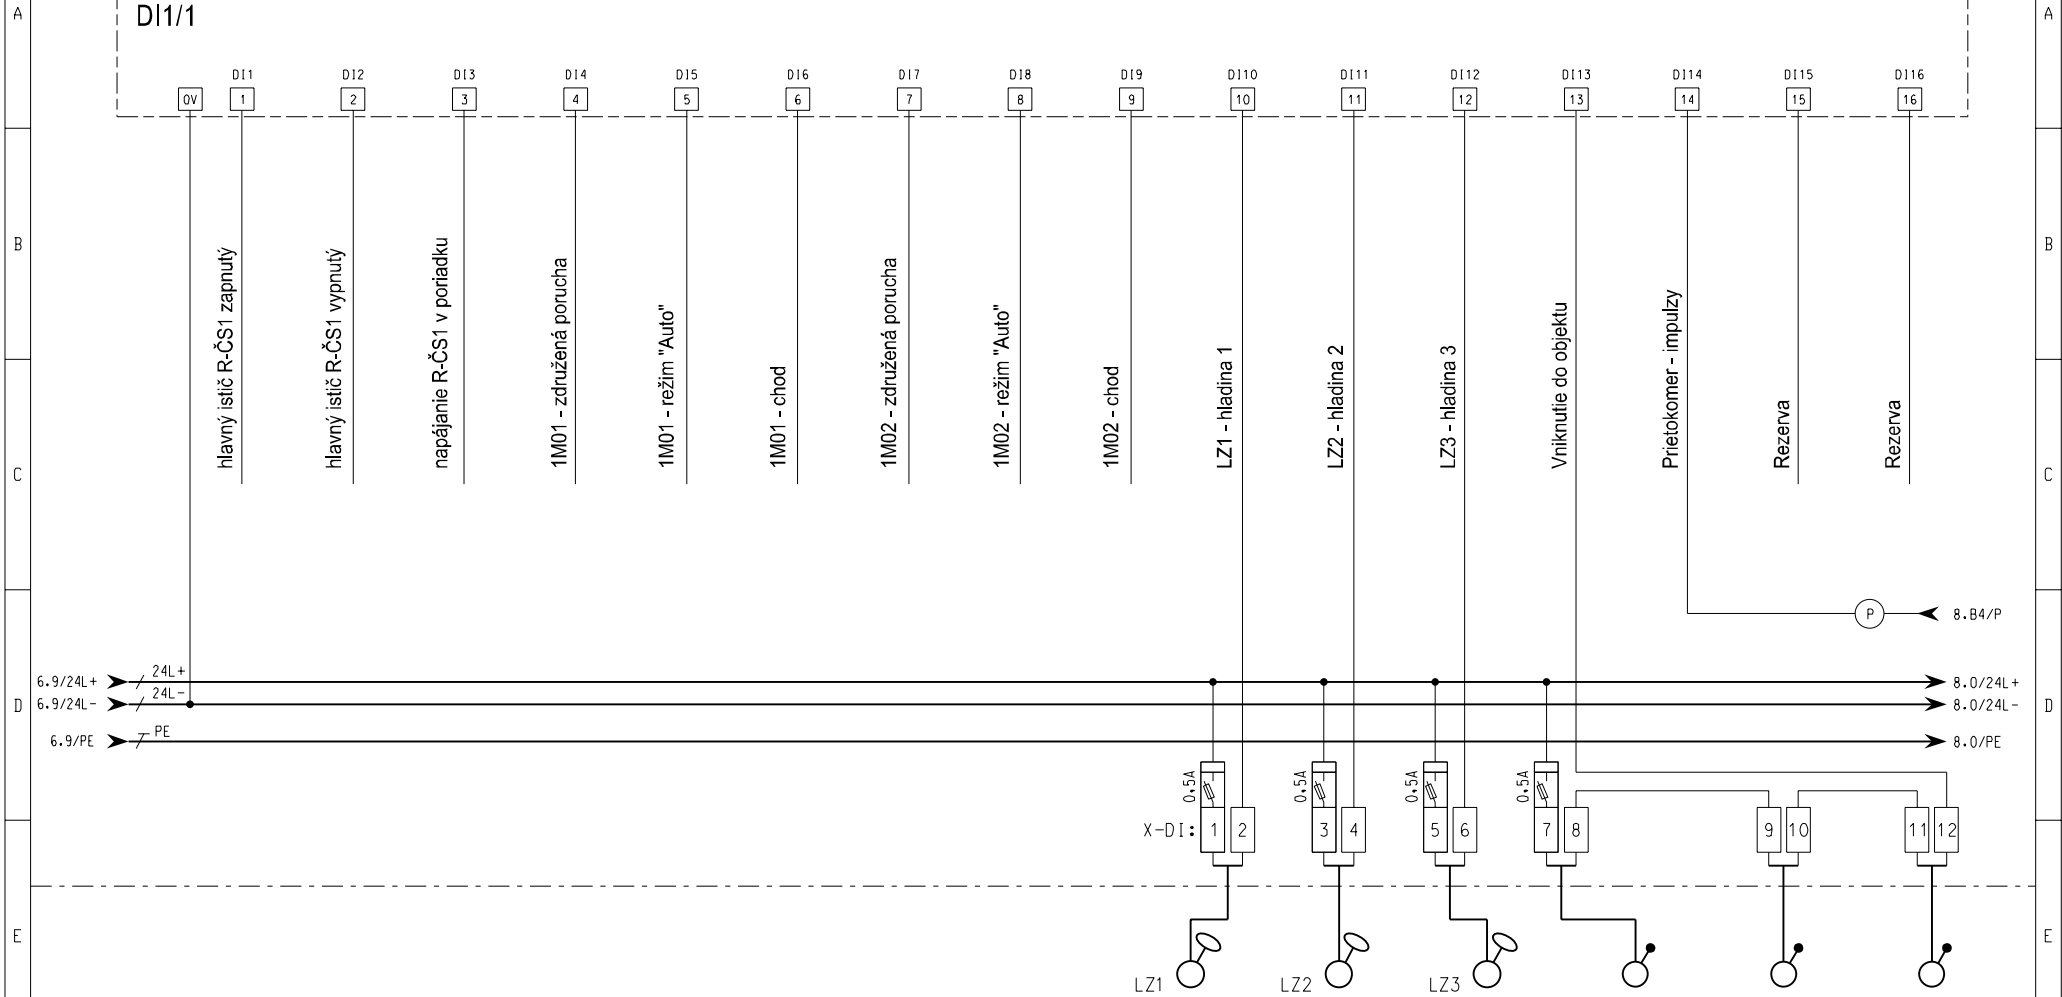 A
A
DI1/1
DI1
DI2
DI3
DI4
DI5
DI6
DI7
DI8
DI9
DI10
DI11
DI12
DI13
DI14
DI15
DI16
0V
1
2
3
4
5
6
7
8
9
10
11
12
13
14
15
16
B
B
hlavný istič R-ČS1 zapnutý
hlavný istič R-ČS1 vypnutý
napájanie R-ČS1 v poriadku
1M01 - združená porucha
1M01 - režim "Auto"
1M01 - chod
1M02 - združená porucha
1M02 - režim "Auto"
1M02 - chod
LZ1 - hladina 1
LZ2 - hladina 2
LZ3 - hladina 3
Vniknutie do objektu
Prietokomer - impulzy
Rezerva
Rezerva
C
C
P
8.B4/P
6.9/24L+
24L+
8.0/24L+
D
6.9/24L-
24L-
8.0/24L-
D
6.9/PE
PE
8.0/PE
0,5A
0,5A
0,5A
0,5A
X-DI:
1
2
3
4
5
6
7
8
9
10
11
12
E
E
LZ1
LZ2
LZ3